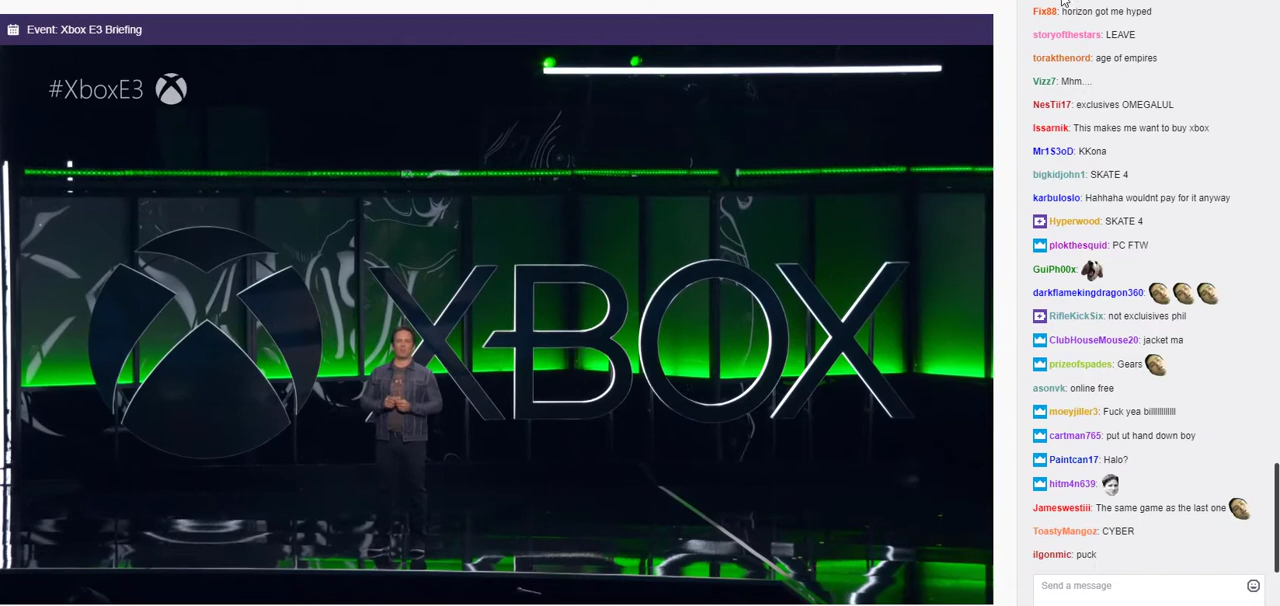 Event: Xbox E3 Briefing
#XboxE3
XBOX
Fix88: horizon got me hyped
storyofthestars: LEAVE
torakthenord: age of empires
Vizz7: Mhm....
NesTii17: exclusives OMEGALUL
Issarnik: This makes me want to buy xbox
Mr1S3oD: KKona
bigkidjohn1: SKATE 4
karbuloslo: Hahhaha wouldnt pay for it anyway
Hyperwood: SKATE 4
plokthesquid: PC FTW
GuiPh00x:
darkflamekingdragon360:
RifleKickSix: not excluisives phil
ClubHouseMouse20: jacket ma
prizeofspades: Gears
asonvk: online free
moeyjiller3: Fuck yea billlllllllllll
cartman765: put ut hand down boy
Paintcan17: Halo?
hitm4n639:
Jameswestiii: The same game as the last one
ToastyMangoz: CYBER
ilgonmic: puck
Send a message